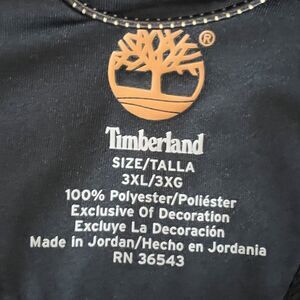 ®
Timberland
SIZE/TALLA
3XL/3XG
100% Polyester/Poliéster
Exclusive Of Decoration
Excluye La Decoración
Made in Jordan/Hecho en Jordania
RN 36543